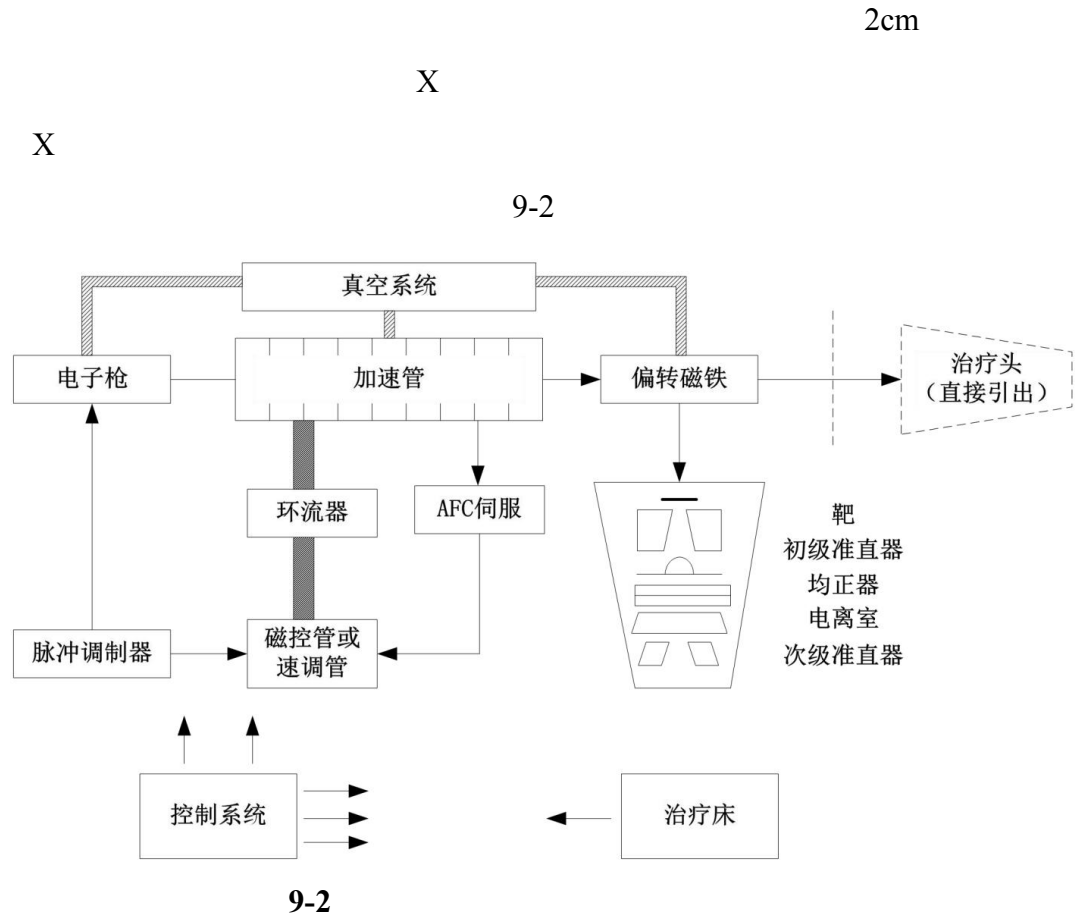 2cm
X
X
9-2
真空系统
电子枪
加速管
偏转磁铁
治疗头
（直接引出）
环流器
AFC伺服
靶
初级准直器
均正器
电离室
次级准直器
脉冲调制器
磁控管或
速调管
控制系统
治疗床
9-2